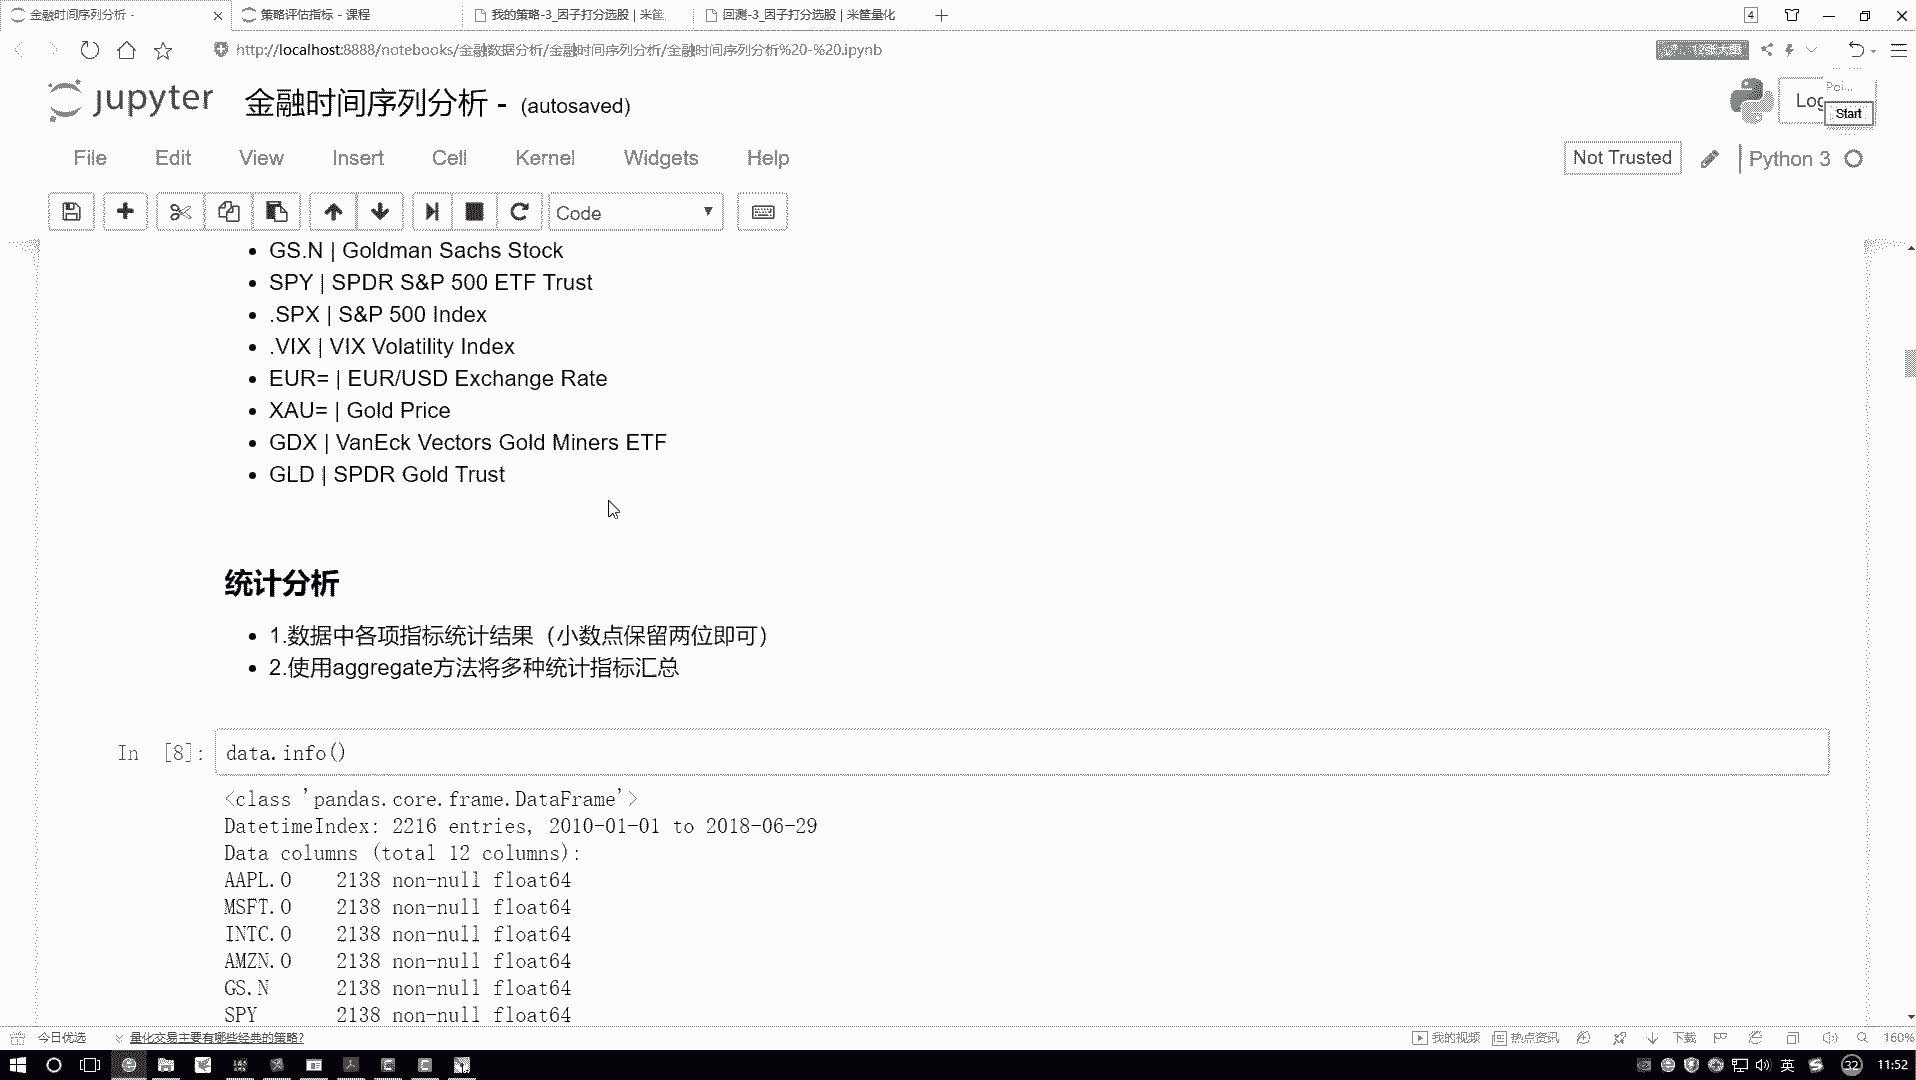 金融时间序列分析 -
策略评估指标 - 课程
我的策略-3_因子打分选股 | 米筐
回测-3_因子打分选股 | 米筐量化
4
http://localhost:8888/notebooks/金融数据分析/金融时间序列分析/金融时间序列分析%20-%20.ipynb
jupyter
金融时间序列分析 - (autosaved)
Poi...
Log
Start
File Edit View Insert Cell Kernel Widgets Help
Not Trusted
Python 3
Code
GS.N | Goldman Sachs Stock
SPY | SPDR S&P 500 ETF Trust
.SPX | S&P 500 Index
.VIX | VIX Volatility Index
EUR= | EUR/USD Exchange Rate
XAU= | Gold Price
GDX | VanEck Vectors Gold Miners ETF
GLD | SPDR Gold Trust
统计分析
1.数据中各项指标统计结果（小数点保留两位即可）
2.使用aggregate方法将多种统计指标汇总
In [8]: data.info()
<class 'pandas.core.frame.DataFrame'>
DatetimeIndex: 2216 entries, 2010-01-01 to 2018-06-29
Data columns (total 12 columns):
AAPL.O 2138 non-null float64
MSFT.O 2138 non-null float64
INTC.O 2138 non-null float64
AMZN.O 2138 non-null float64
GS.N 2138 non-null float64
SPY 2138 non-null float64
今日优选
量化交易主要有哪些经典的策略?
我的视频
热点资讯
下载
160%
英
32
11:52